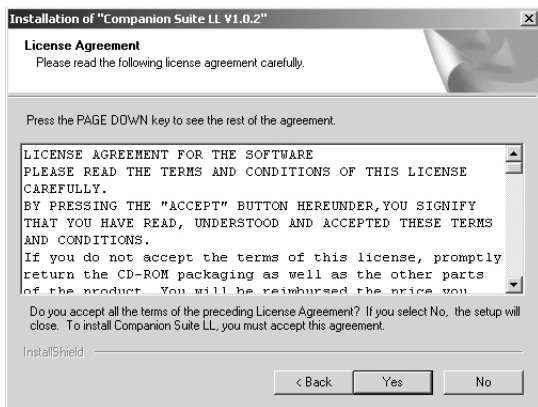 Installation of "Companion Suite LL V1.0.2"
License Agreement
Please read the following license agreement carefully.
Press the PAGE DOWN key to see the rest of the agreement.
LICENSE AGREEMENT FOR THE SOFTWARE
PLEASE READ THE TERMS AND CONDITIONS OF THIS LICENSE
CAREFULLY.
BY PRESSING THE "ACCEPT" BUTTON HEREUNDER,YOU SIGNIFY
THAT YOU HAVE READ, UNDERSTOOD AND ACCEPTED THESE TERMS
AND CONDITIONS.
If you do not accept the terms of this license, promptly
return the CD-ROM packaging as well as the other parts
of the product. You will be reimbursed the price you
Do you accept all the terms of the preceding License Agreement? If you select No, the setup will
close. To install Companion Suite LL, you must accept this agreement.
InstallShield
< Back
Yes
No